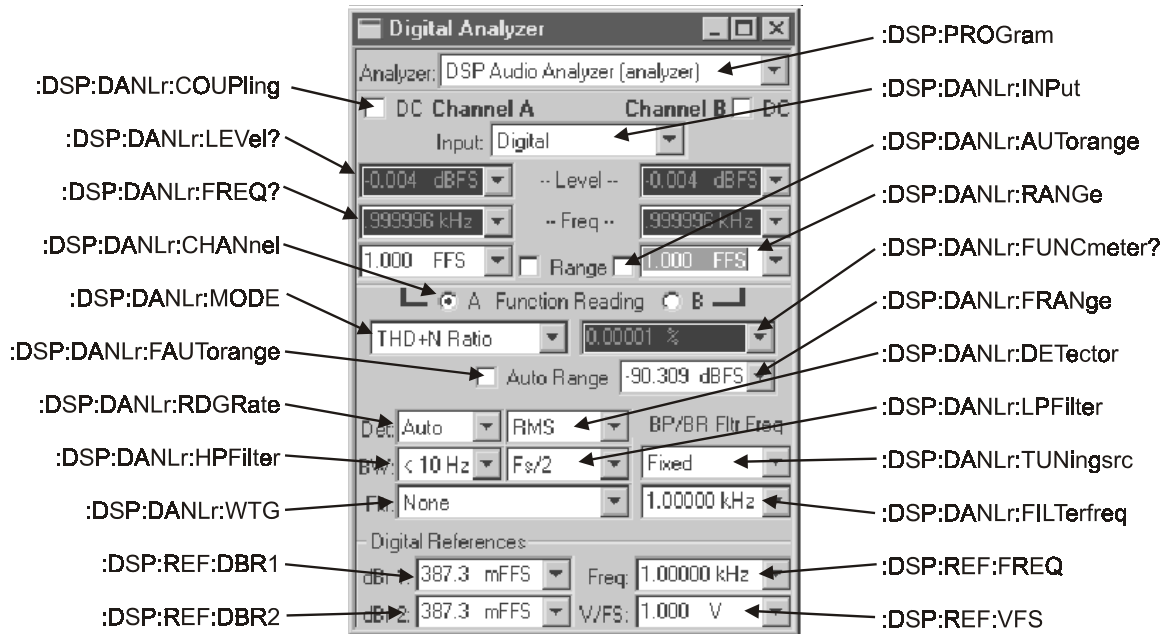 Digital Analyzer
:DSP:PROGram
Analyzer: DSP Audio Analyzer (analyzer)
:DSP:DANLr:COUPling
DC Channel A Channel B DC
:DSP:DANLr:INPut
:DSP:DANLr:LEVel?
Input: Digital
:DSP:DANLr:AUTorange
-0.004 dBFS -- Level -- -0.004 dBFS
:DSP:DANLr:FREQ?
:DSP:DANLr:RANGe
.999996 kHz -- Freq -- .999996 kHz
:DSP:DANLr:CHANnel
:DSP:DANLr:FUNCmeter?
1.000 FFS Range 1.000 FFS
:DSP:DANLr:MODE
A Function Reading B
:DSP:DANLr:FRANge
THD+N Ratio 0.00001 %
:DSP:DANLr:FAUTorange
:DSP:DANLr:DETector
Auto Range -90.309 dBFS
:DSP:DANLr:RDGRate
:DSP:DANLr:LPFilter
Det: Auto RMS BP/BR Fltr Freq
:DSP:DANLr:HPFilter
BW: < 10 Hz Fs/2 Fixed
:DSP:DANLr:TUNingsrc
:DSP:DANLr:WTG
Fltr: None 1.00000 kHz
:DSP:DANLr:FILTerfreq
Digital References
:DSP:REF:DBR1
dBr 1: 387.3 mFFS Freq: 1.00000 kHz
:DSP:REF:FREQ
:DSP:REF:DBR2
dBr 2: 387.3 mFFS V/FS: 1.000 V
:DSP:REF:VFS